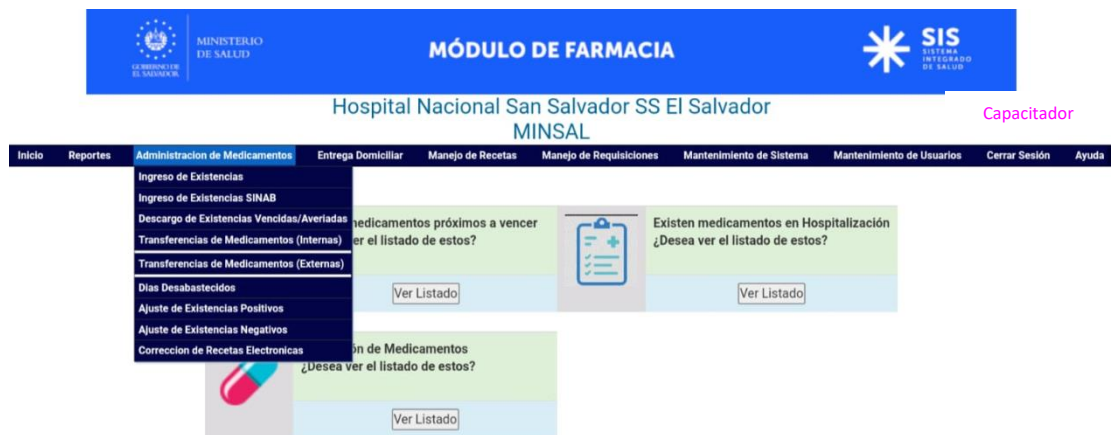 GOBIERNO DE
EL SALVADOR
MINISTERIO
DE SALUD
MÓDULO DE FARMACIA
SIS
SISTEMA
INTEGRADO
DE SALUD
Hospital Nacional San Salvador SS El Salvador
MINSAL
Capacitador
Inicio Reportes Administracion de Medicamentos Entrega Domiciliar Manejo de Recetas Manejo de Requisiciones Mantenimiento de Sistema Mantenimiento de Usuarios Cerrar Sesión Ayuda
Ingreso de Existencias
Ingreso de Existencias SINAB
Descargo de Existencias Vencidas/Averiadas
Transferencias de Medicamentos (Internas)
Transferencias de Medicamentos (Externas)
Dias Desabastecidos
Ajuste de Existencias Positivos
Ajuste de Existencias Negativos
Correccion de Recetas Electronicas
medicamentos próximos a vencer
er el listado de estos?
Ver Listado
Existen medicamentos en Hospitalización
¿Desea ver el listado de estos?
Ver Listado
ón de Medicamentos
¿Desea ver el listado de estos?
Ver Listado